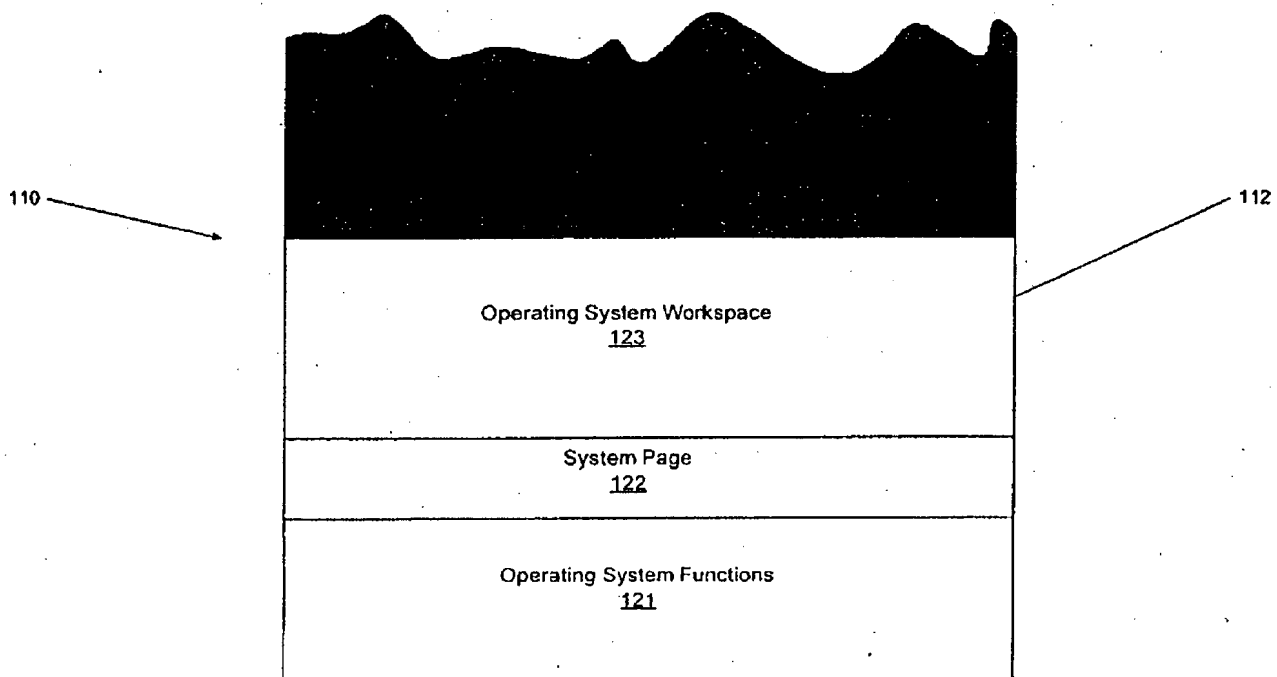 110
112
Operating System Workspace
123
System Page
122
Operating System Functions
121